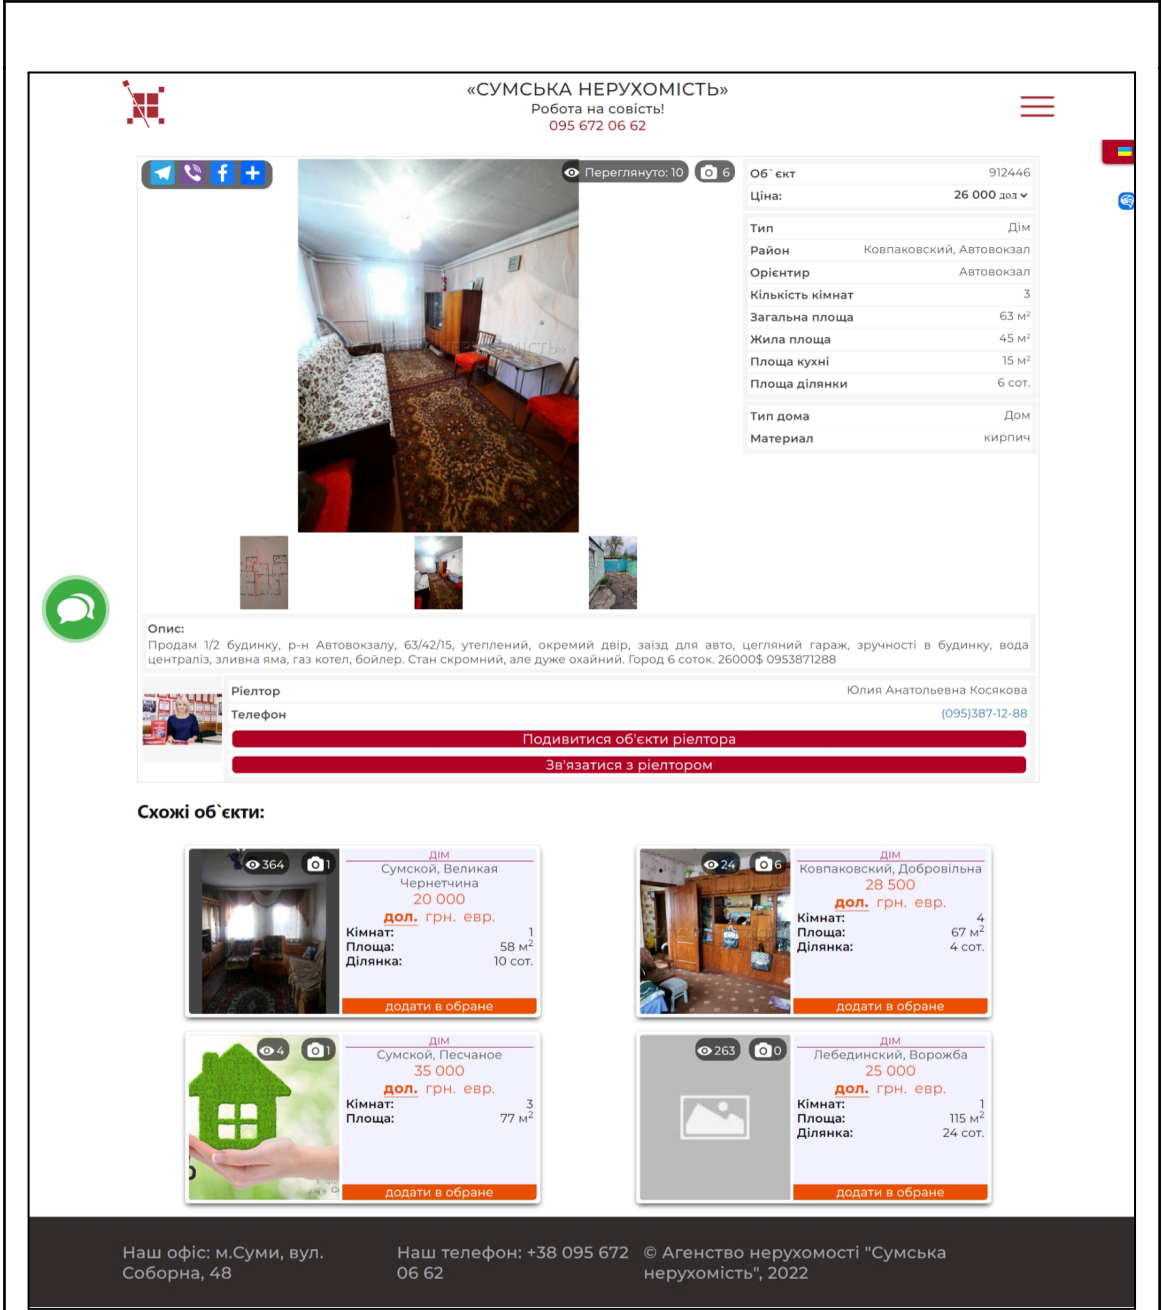 «СУМСЬКА НЕРУХОМІСТЬ»
Робота на совість!
095 672 06 62
Переглянуто: 10
6
Об`єкт 912446
Ціна: 26 000 дол
Тип Дім
Район Ковпаковский, Автовокзал
Орієнтир Автовокзал
Кількість кімнат 3
Загальна площа 63 м²
Жила площа 45 м²
Площа кухні 15 м²
Площа ділянки 6 сот.
Тип дома Дом
Материал кирпич
Опис:
Продам 1/2 будинку, р-н Автовокзалу, 63/42/15, утеплений, окремий двір, заїзд для авто, цегляний гараж, зручності в будинку, вода
централіз, зливна яма, газ котел, бойлер. Стан скромний, але дуже охайний. Город 6 соток. 26000$ 0953871288
Ріелтор Юлия Анатольевна Косякова
Телефон (095)387-12-88
Подивитися об'єкти ріелтора
Зв'язатися з ріелтором
Схожі об`єкти:
364 1
ДІМ
Сумской, Великая
Чернетчина
20 000
дол. грн. евр.
Кімнат: 1
Площа: 58 м²
Ділянка: 10 сот.
додати в обране
24 6
ДІМ
Ковпаковский, Добровільна
28 500
дол. грн. евр.
Кімнат: 4
Площа: 67 м²
Ділянка: 4 сот.
додати в обране
4 1
ДІМ
Сумской, Песчаное
35 000
дол. грн. евр.
Кімнат: 3
Площа: 77 м²
додати в обране
263 0
ДІМ
Лебединский, Ворожба
25 000
дол. грн. евр.
Кімнат: 1
Площа: 115 м²
Ділянка: 24 сот.
додати в обране
Наш офіс: м.Суми, вул.
Соборна, 48
Наш телефон: +38 095 672
06 62
© Агенство нерухомості "Сумська
нерухомість", 2022